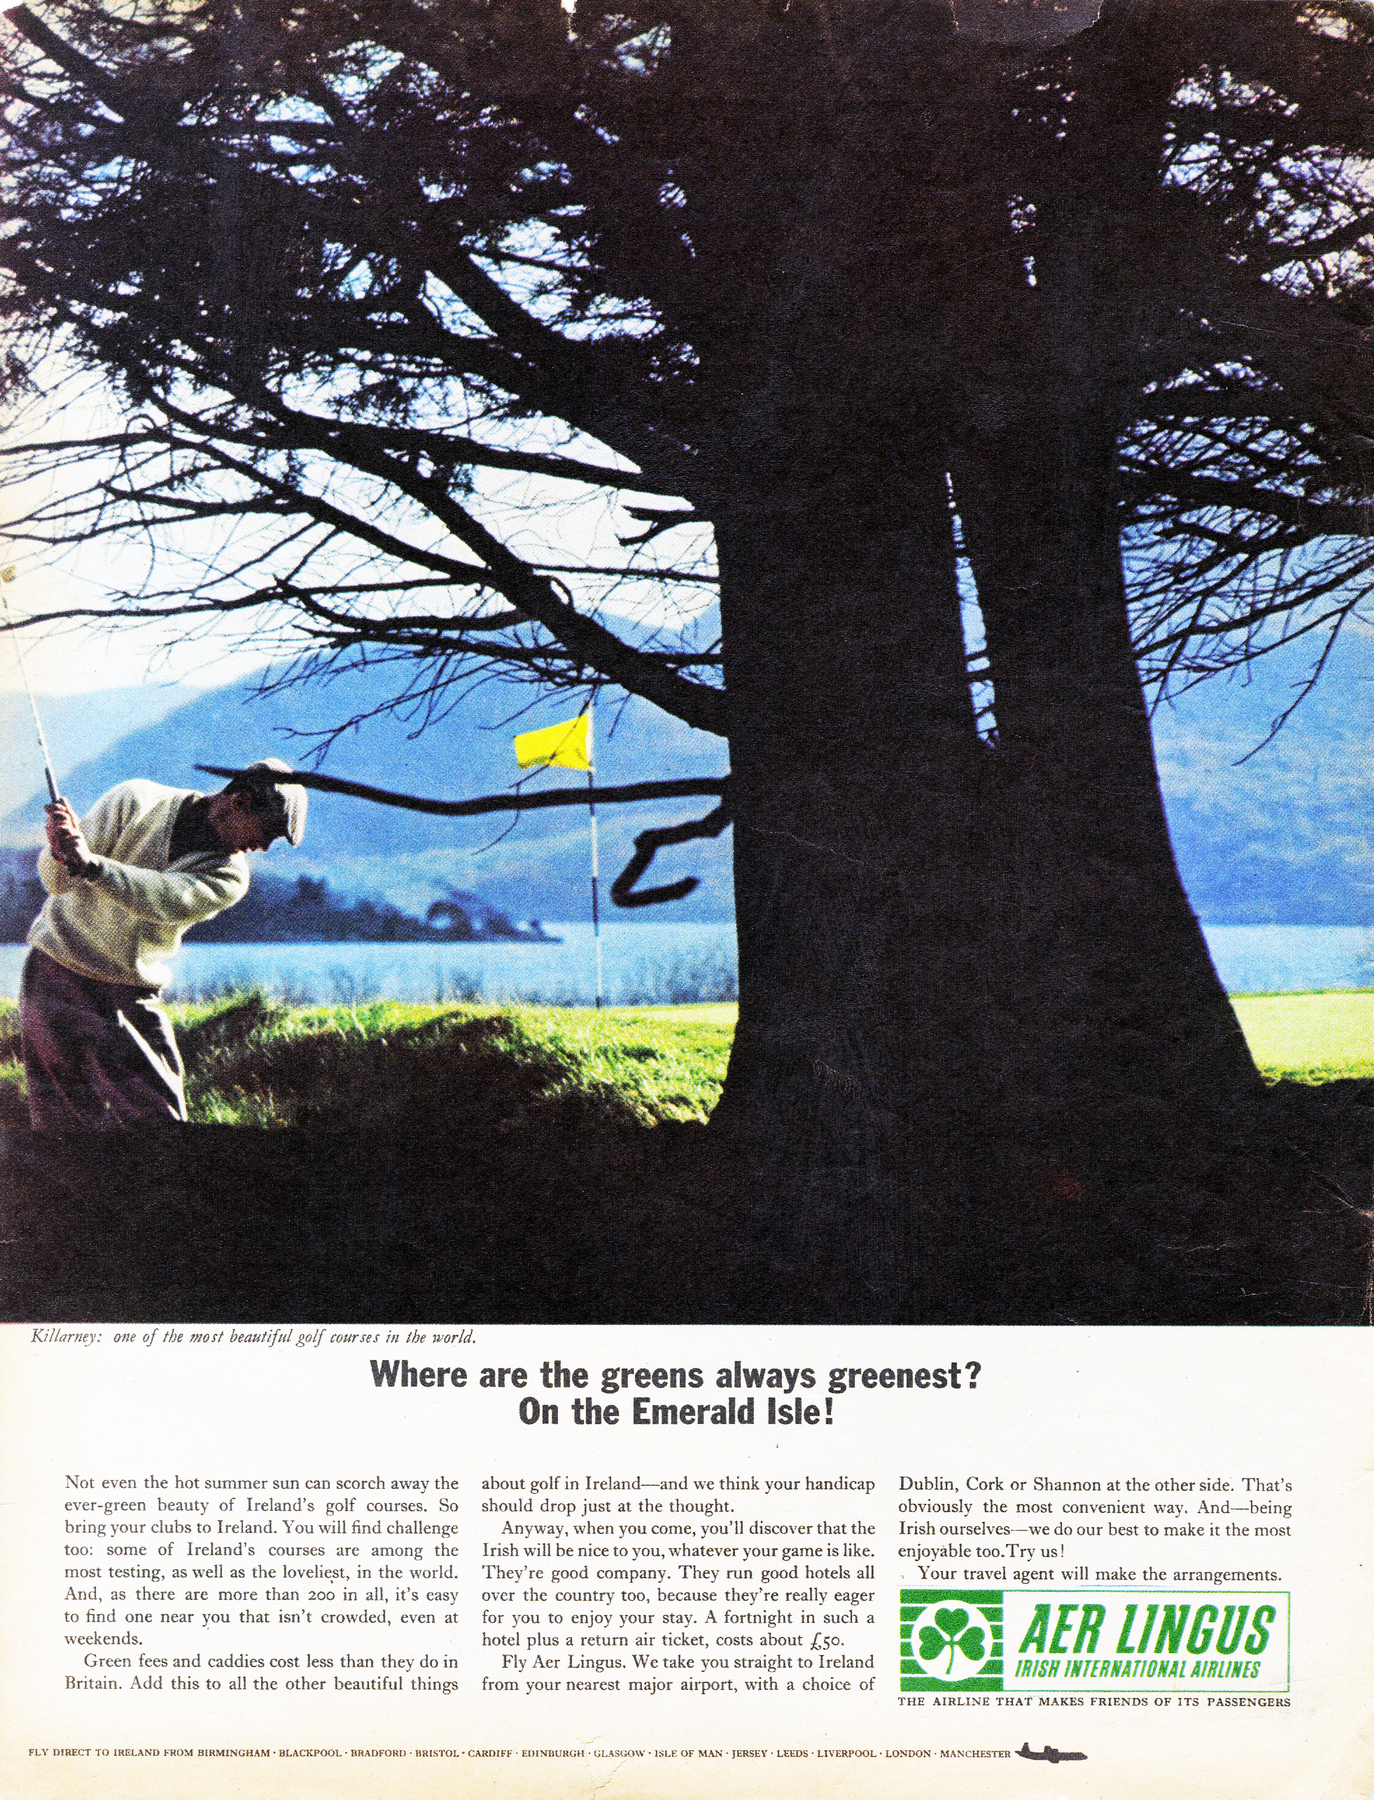 Killarney: one of the most beautiful golf courses in the world.
Where are the greens always greenest?
On the Emerald Isle!
Not even the hot summer sun can scorch away the
ever-green beauty of Ireland's golf courses. So
bring your clubs to Ireland. You will find challenge
too: some of Ireland's courses are among the
most testing, as well as the loveliest, in the world.
And, as there are more than 200 in all, it's easy
to find one near you that isn't crowded, even at
weekends.
Green fees and caddies cost less than they do in
Britain. Add this to all the other beautiful things
about golf in Ireland—and we think your handicap
should drop just at the thought.
Anyway, when you come, you'll discover that the
Irish will be nice to you, whatever your game is like.
They're good company. They run good hotels all
over the country too, because they're really eager
for you to enjoy your stay. A fortnight in such a
hotel plus a return air ticket, costs about £50.
Fly Aer Lingus. We take you straight to Ireland
from your nearest major airport, with a choice of
Dublin, Cork or Shannon at the other side. That's
obviously the most convenient way. And—being
Irish ourselves—we do our best to make it the most
enjoyable too. Try us!
Your travel agent will make the arrangements.
AER LINGUS
IRISH INTERNATIONAL AIRLINES
THE AIRLINE THAT MAKES FRIENDS OF ITS PASSENGERS
FLY DIRECT TO IRELAND FROM BIRMINGHAM · BLACKPOOL · BRADFORD · BRISTOL · CARDIFF · EDINBURGH · GLASGOW · ISLE OF MAN · JERSEY · LEEDS · LIVERPOOL · LONDON · MANCHESTER